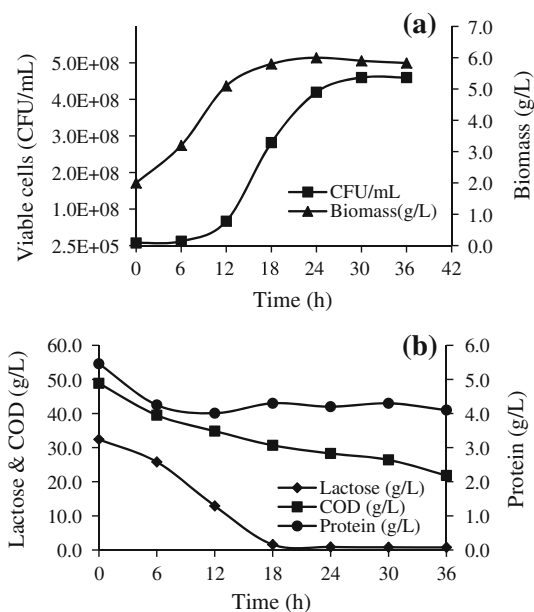 (a)
Viable cells (CFU/mL)
5.0E+08
4.0E+08
3.0E+08
2.0E+08
1.0E+08
2.5E+05
7.0
6.0
5.0
4.0
3.0
2.0
1.0
0.0
Biomass (g/L)
CFU/mL
Biomass(g/L)
0 6 12 18 24 30 36 42
Time (h)
(b)
Lactose & COD (g/L)
60.0
50.0
40.0
30.0
20.0
10.0
0.0
6.0
5.0
4.0
3.0
2.0
1.0
0.0
Protein (g/L)
Lactose (g/L)
COD (g/L)
Protein (g/L)
0 6 12 18 24 30 36
Time (h)